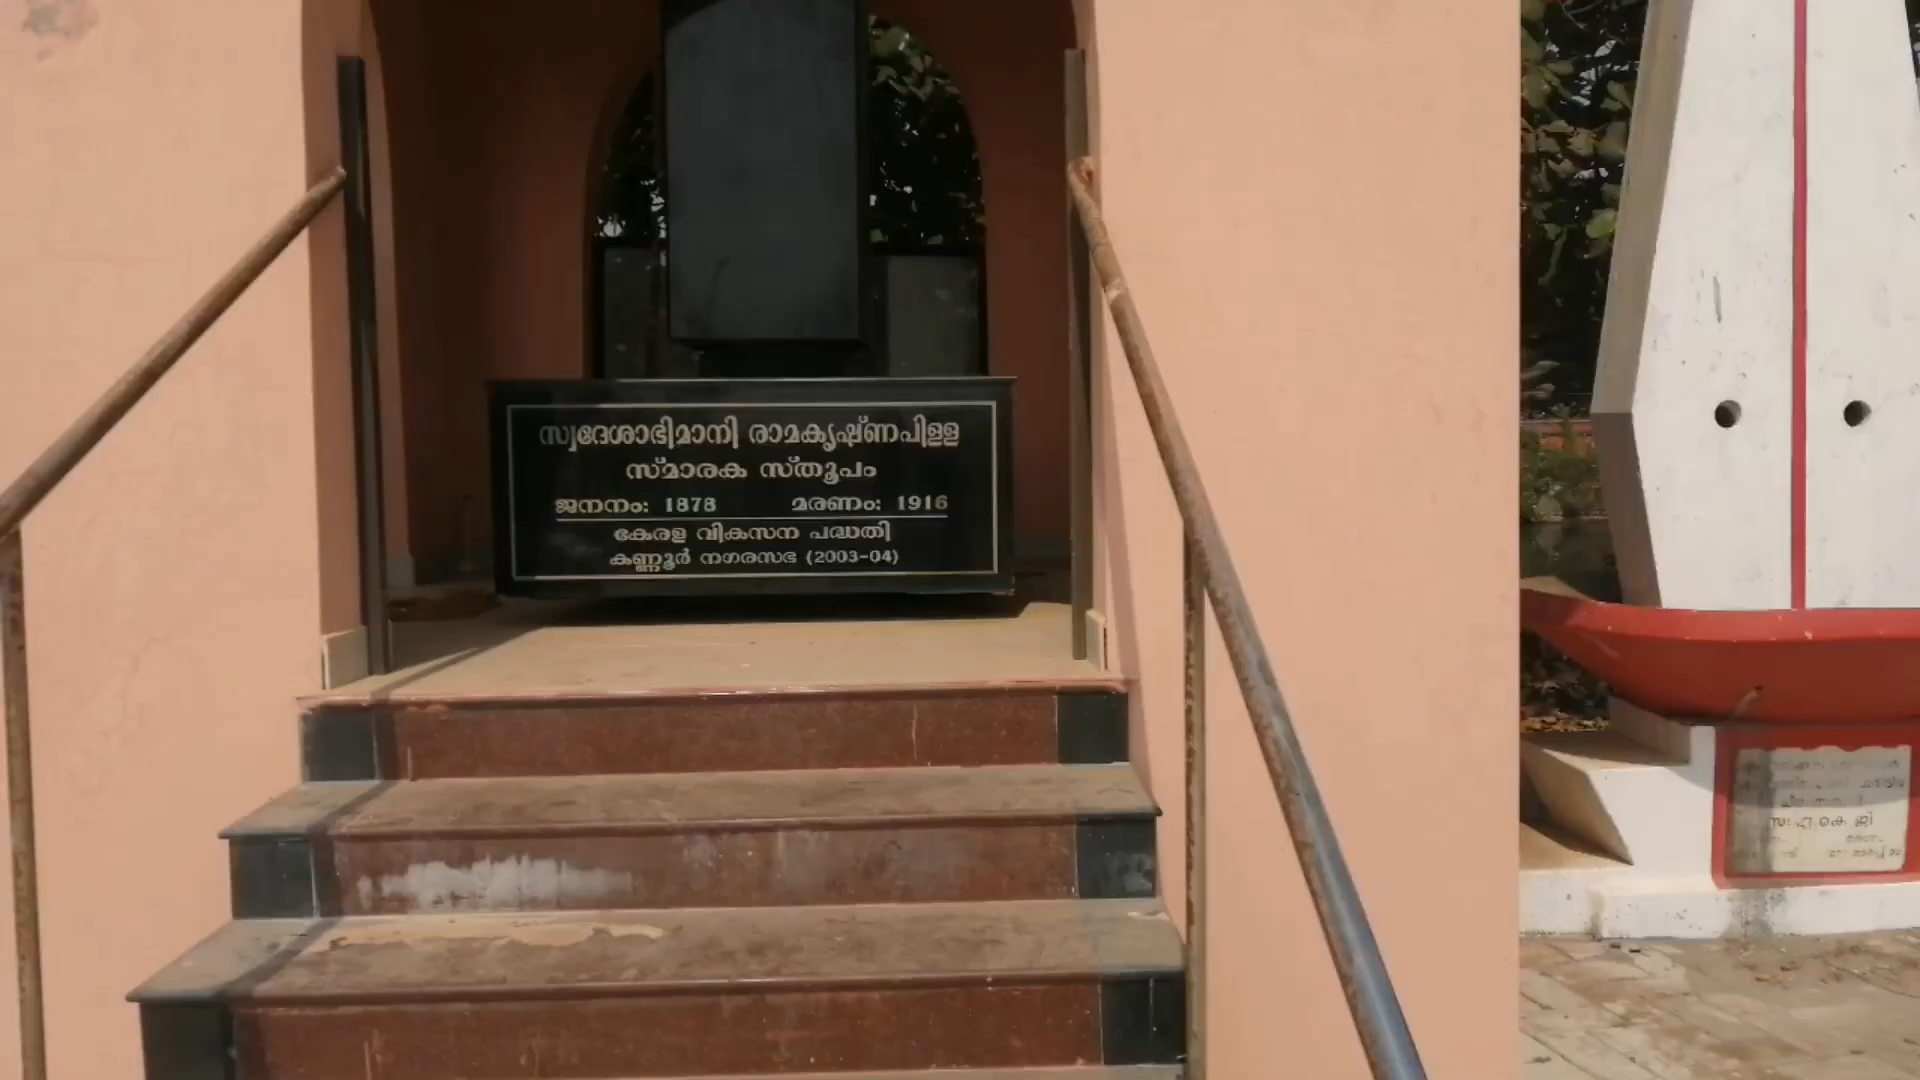 സ്വദേശാഭിമാനി രാമകൃഷ്ണപിള്ള
സ്മാരക സ്തൂപം
ജനനം: 1878 മരണം: 1916
കേരള വികസന പദ്ധതി
കണ്ണൂർ നഗരസഭ (2003-04)
സ: എ. കെ. ജി